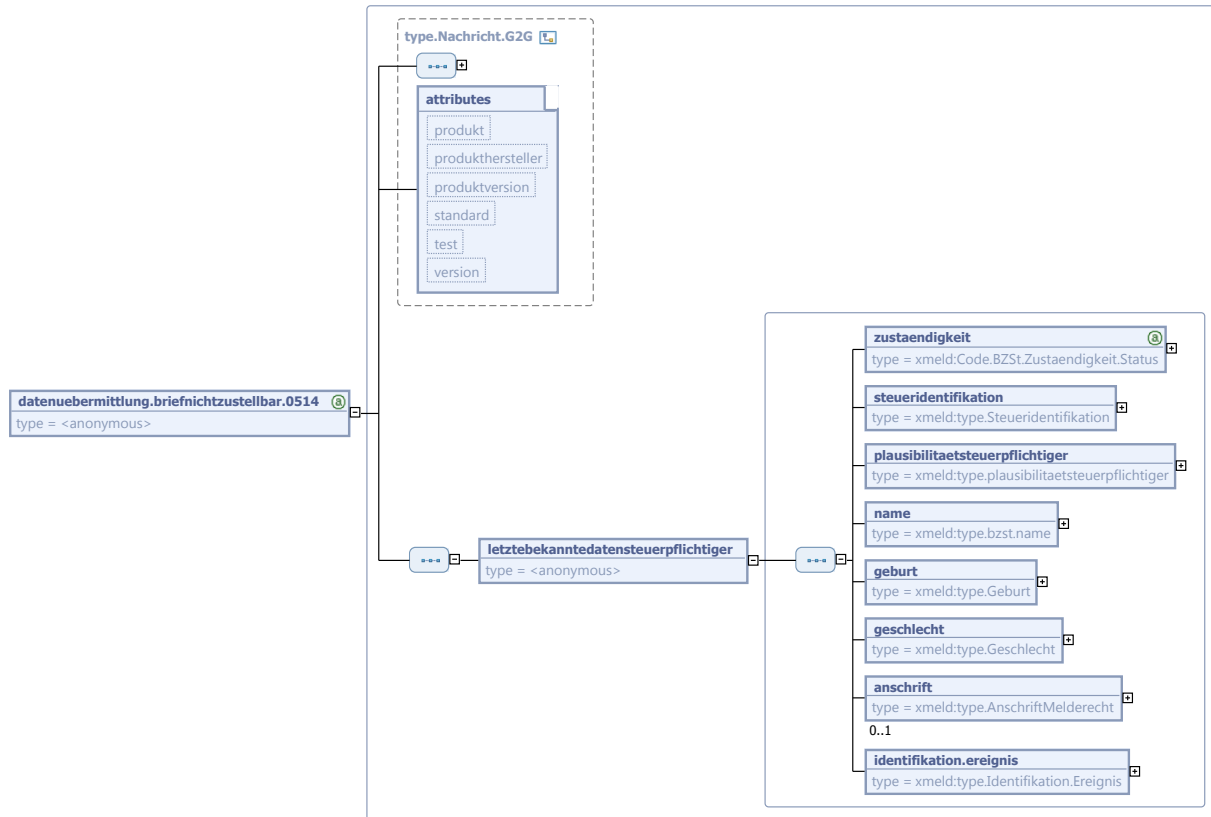 type.Nachricht.G2G
attributes
produkt
produkthersteller
produktversion
standard
test
version
datenuebermittlung.briefnichtzustellbar.0514
type = <anonymous>
letztebekanntedatensteuerpflichtiger
type = <anonymous>
zustaendigkeit
type = xmeld:Code.BZSt.Zustaendigkeit.Status
steueridentifikation
type = xmeld:type.Steueridentifikation
plausibilitaetsteuerpflichtiger
type = xmeld:type.plausibilitaetsteuerpflichtiger
name
type = xmeld:type.bzst.name
geburt
type = xmeld:type.Geburt
geschlecht
type = xmeld:type.Geschlecht
anschrift
type = xmeld:type.AnschriftMelderecht
0..1
identifikation.ereignis
type = xmeld:type.Identifikation.Ereignis